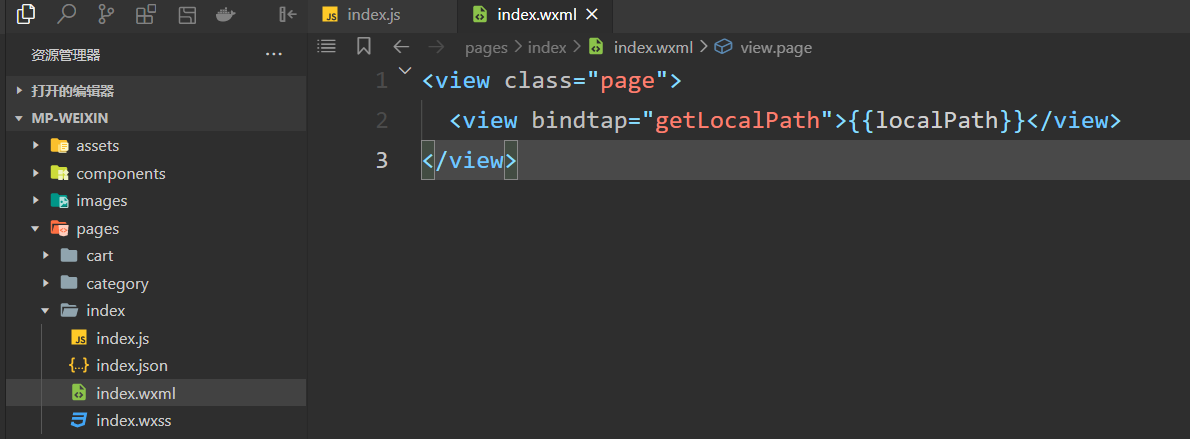 index.js
index.wxml
资源管理器
pages index index.wxml view.page
打开的编辑器
MP-WEIXIN
assets
components
images
pages
cart
category
index
index.js
index.json
index.wxml
index.wxss
1 <view class="page">
2 <view bindtap="getLocalPath">{{localPath}}</view>
3 </view>